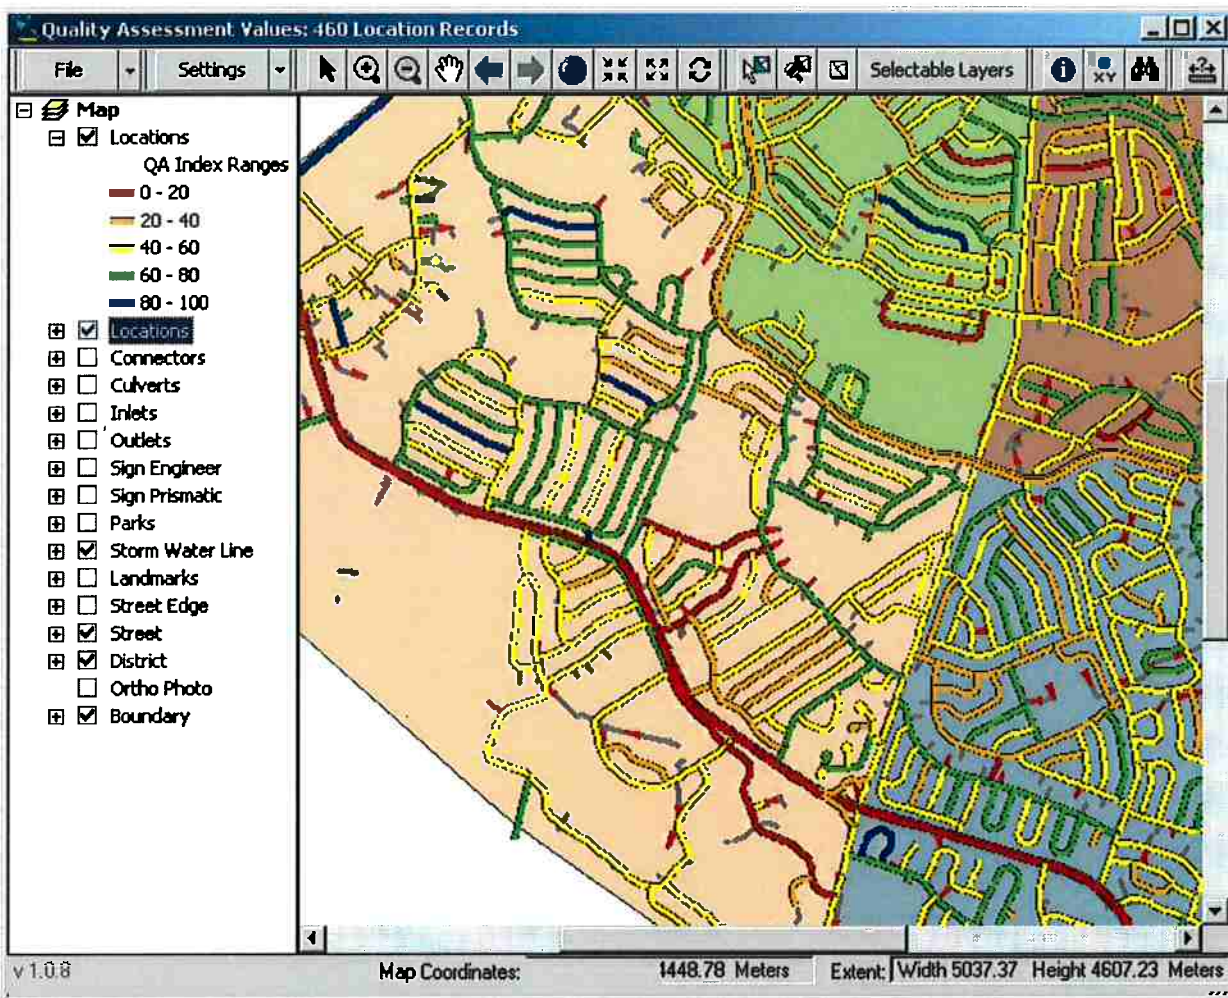 Quality Assessment Values: 460 Location Records
File Settings Selectable Layers XY
Map
Locations
QA Index Ranges
0 - 20
20 - 40
40 - 60
60 - 80
80 - 100
Locations
Connectors
Culverts
Inlets
Outlets
Sign Engineer
Sign Prismatic
Parks
Storm Water Line
Landmarks
Street Edge
Street
District
Ortho Photo
Boundary
v 1.0.8 Map Coordinates: 1448.78 Meters Extent: Width 5037.37 Height 4607.23 Meters